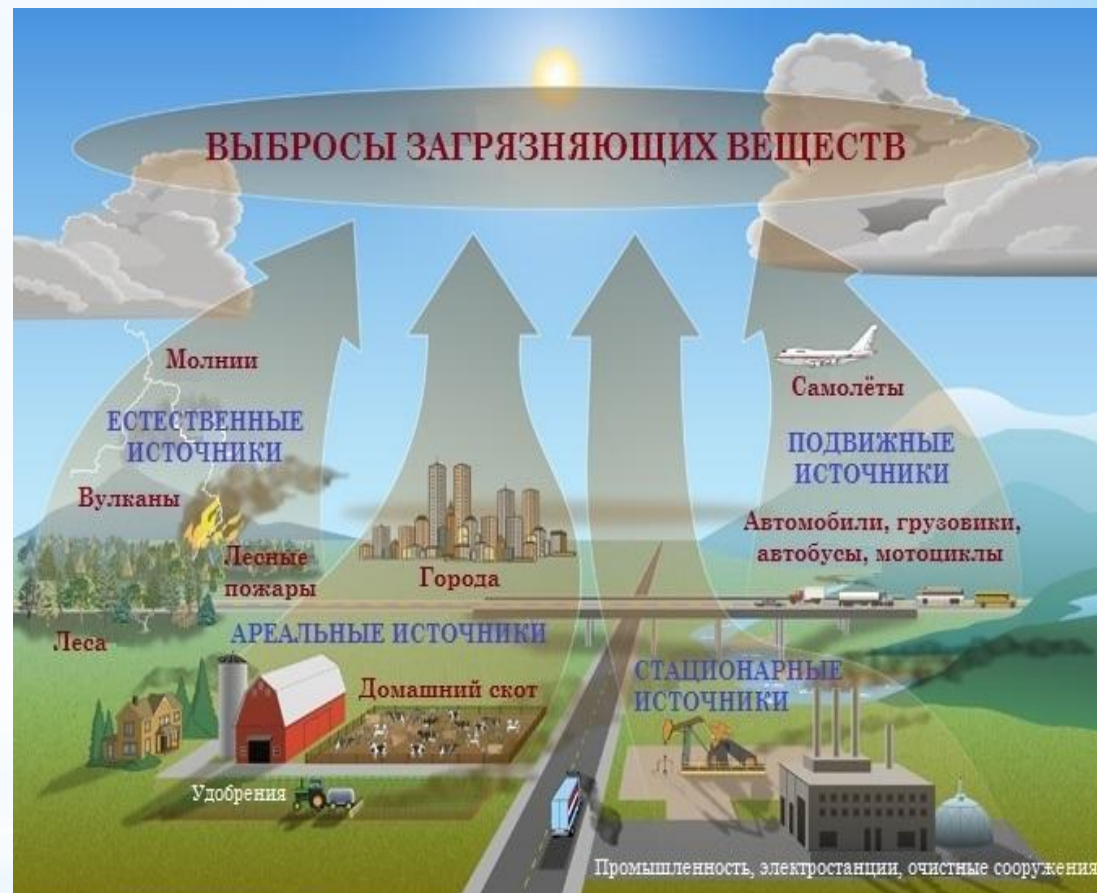 ВЫБРОСЫ ЗАГРЯЗНЯЮЩИХ ВЕЩЕСТВ
Молнии
ЕСТЕСТВЕННЫЕ
ИСТОЧНИКИ
Вулканы
Лесные
пожары
Леса
Города
АРЕАЛЬНЫЕ ИСТОЧНИКИ
Домашний скот
Удобрения
Самолёты
ПОДВИЖНЫЕ
ИСТОЧНИКИ
Автомобили, грузовики,
автобусы, мотоциклы
СТАЦИОНАРНЫЕ
ИСТОЧНИКИ
Промышленность, электростанции, очистные сооружения